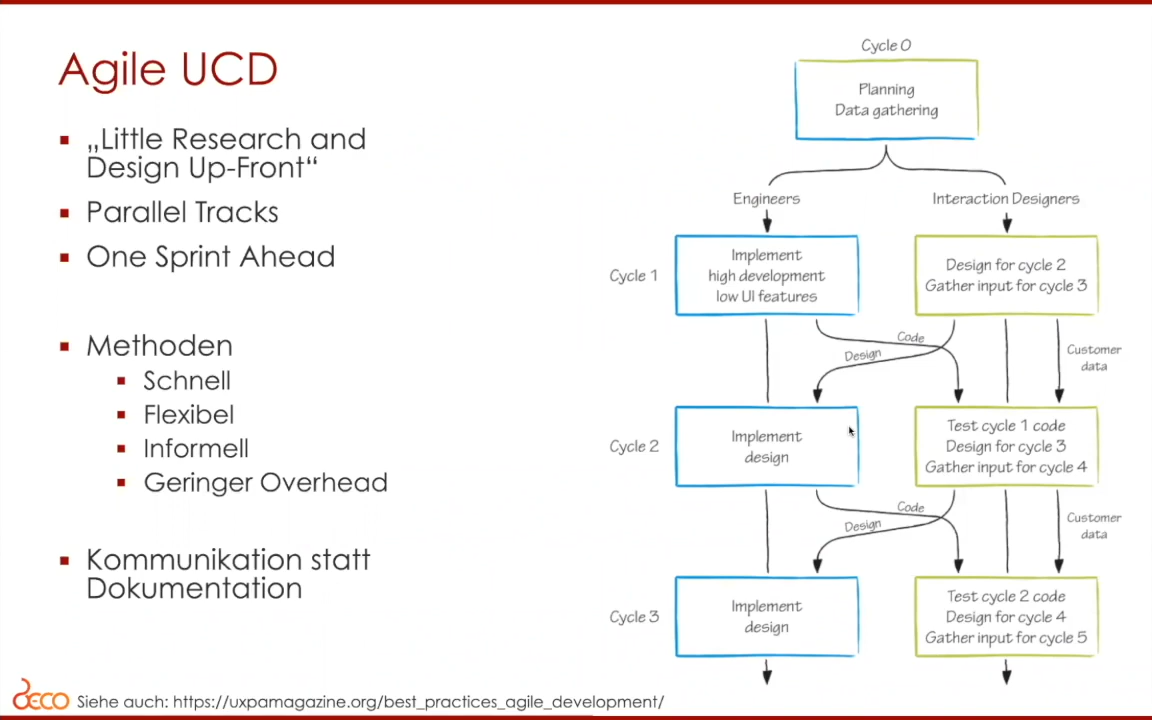 Agile UCD
„Little Research and
Design Up-Front“
Parallel Tracks
One Sprint Ahead
Methoden
Schnell
Flexibel
Informell
Geringer Overhead
Kommunikation statt
Dokumentation
Cycle 0
Planning
Data gathering
Engineers
Interaction Designers
Cycle 1
Implement
high development
low UI features
Design for cycle 2
Gather input for cycle 3
Code
Design
Customer
data
Cycle 2
Implement
design
Test cycle 1 code
Design for cycle 3
Gather input for cycle 4
Code
Design
Customer
data
Cycle 3
Implement
design
Test cycle 2 code
Design for cycle 4
Gather input for cycle 5
DECO
Siehe auch: https://uxpamagazine.org/best_practices_agile_development/